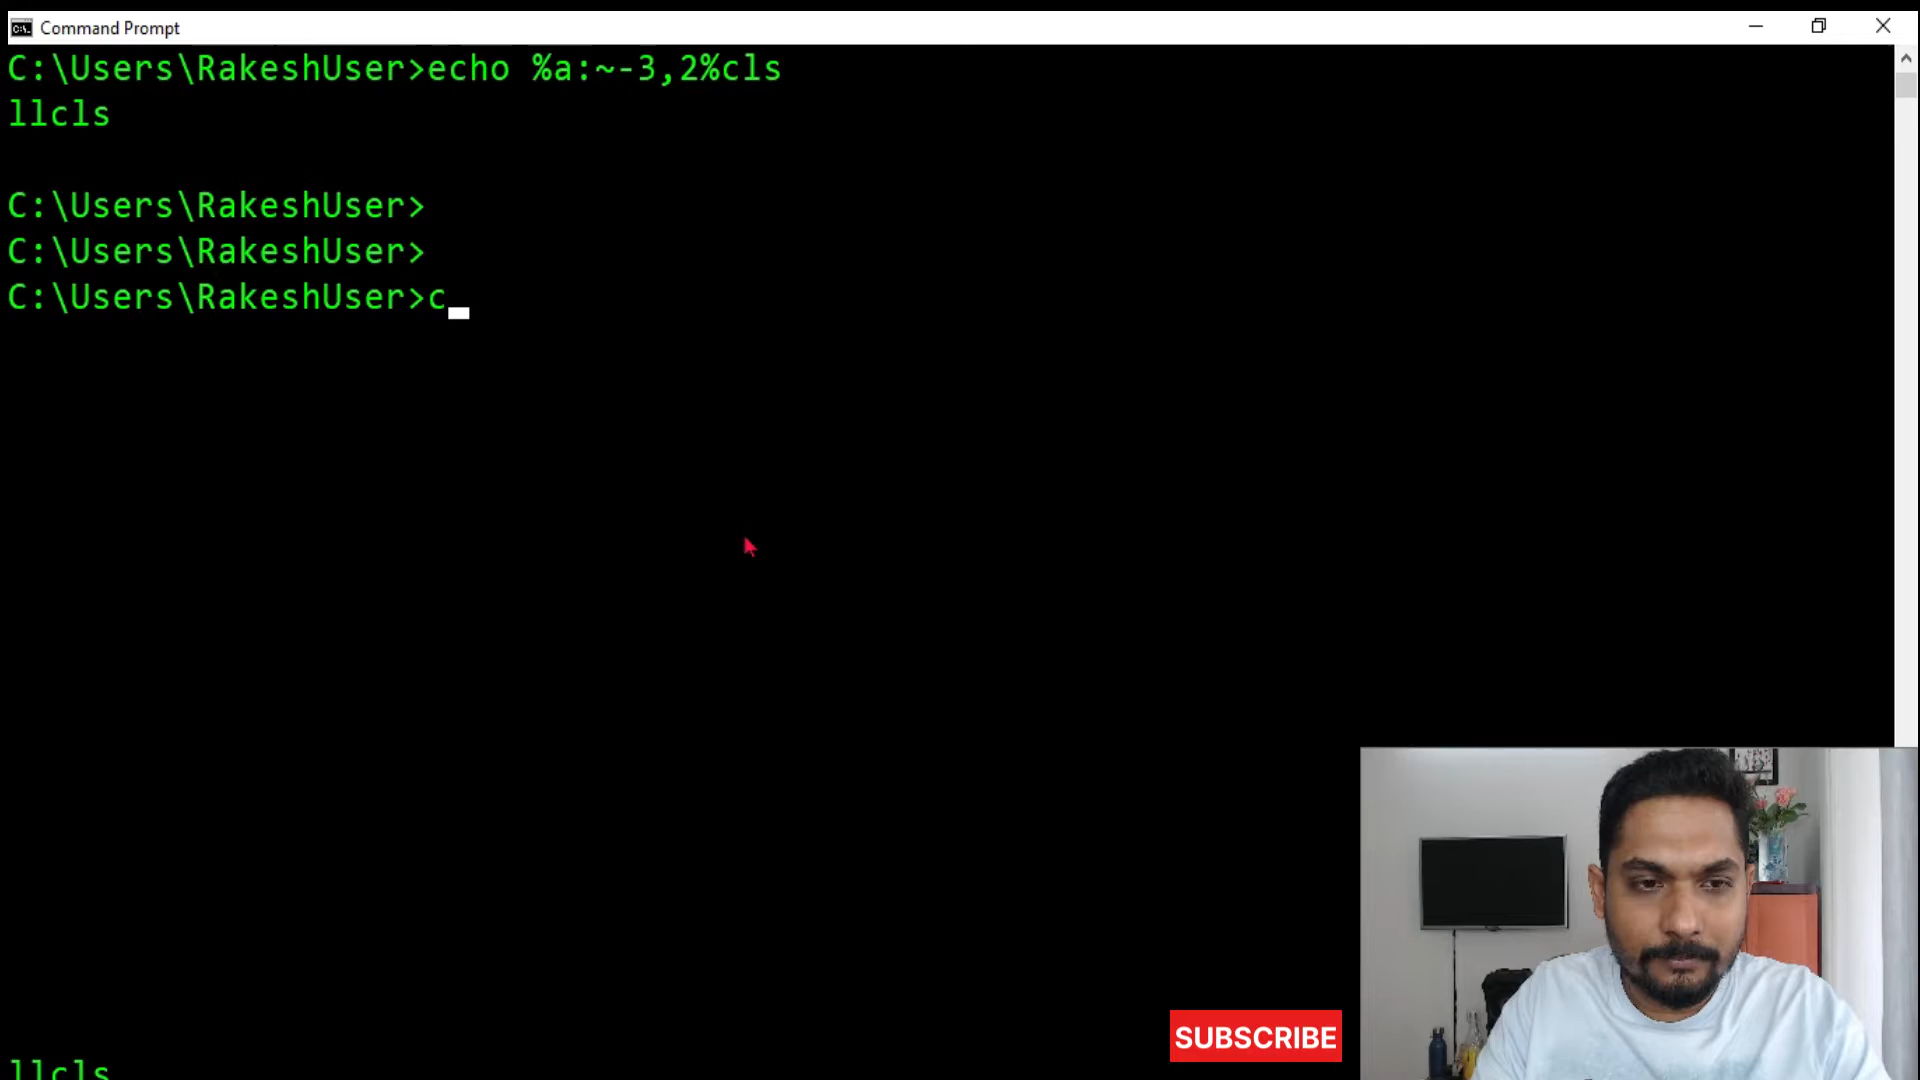 Command Prompt
C:\Users\RakeshUser>echo %a:~-3,2%cls
llcls
C:\Users\RakeshUser>
C:\Users\RakeshUser>
C:\Users\RakeshUser>c
SUBSCRIBE
llcls